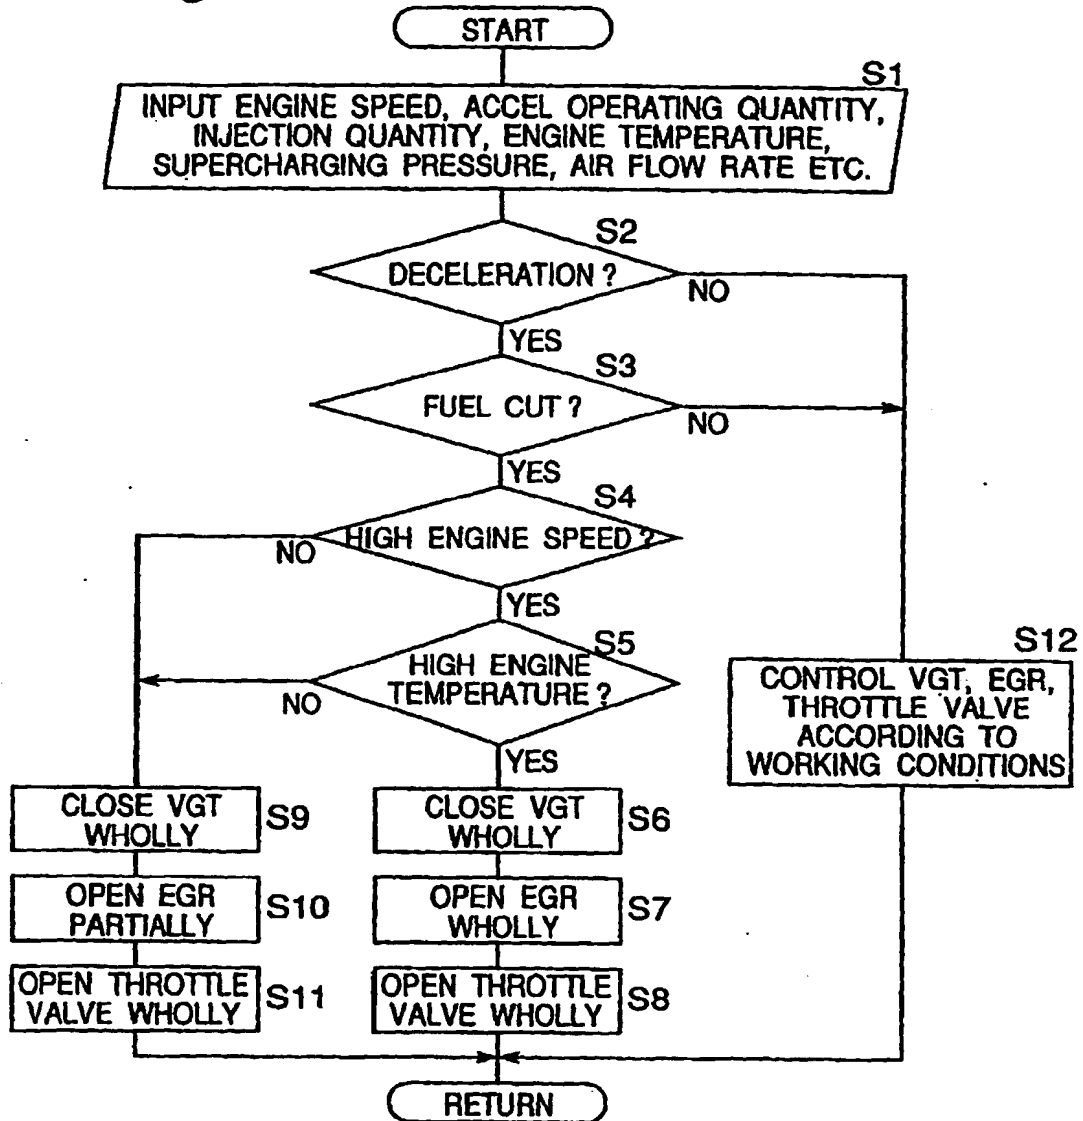 START
S1
INPUT ENGINE SPEED, ACCEL OPERATING QUANTITY,
INJECTION QUANTITY, ENGINE TEMPERATURE,
SUPERCHARGING PRESSURE, AIR FLOW RATE ETC.
S2
DECELERATION?
NO
YES
S3
FUEL CUT?
NO
YES
S4
HIGH ENGINE SPEED?
NO
YES
S5
HIGH ENGINE
TEMPERATURE?
NO
YES
S12
CONTROL VGT, EGR,
THROTTLE VALVE
ACCORDING TO
WORKING CONDITIONS
CLOSE VGT
WHOLLY
S9
CLOSE VGT
WHOLLY
S6
OPEN EGR
PARTIALLY
S10
OPEN EGR
WHOLLY
S7
OPEN THROTTLE
VALVE WHOLLY
S11
OPEN THROTTLE
VALVE WHOLLY
S8
RETURN